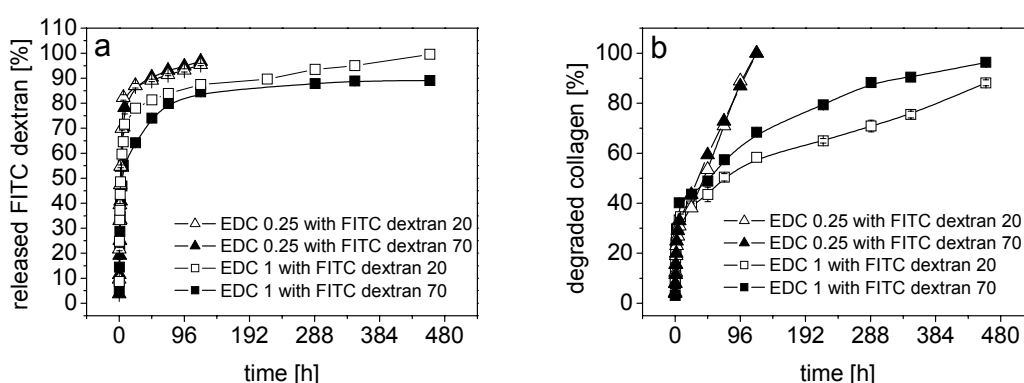 a
released FITC dextran [%]
110
100
90
80
70
60
50
40
30
20
10
0
EDC 0.25 with FITC dextran 20
EDC 0.25 with FITC dextran 70
EDC 1 with FITC dextran 20
EDC 1 with FITC dextran 70
0 96 192 288 384 480
time [h]
b
degraded collagen [%]
100
80
60
40
20
0
EDC 0.25 with FITC dextran 20
EDC 0.25 with FITC dextran 70
EDC 1 with FITC dextran 20
EDC 1 with FITC dextran 70
0 96 192 288 384 480
time [h]